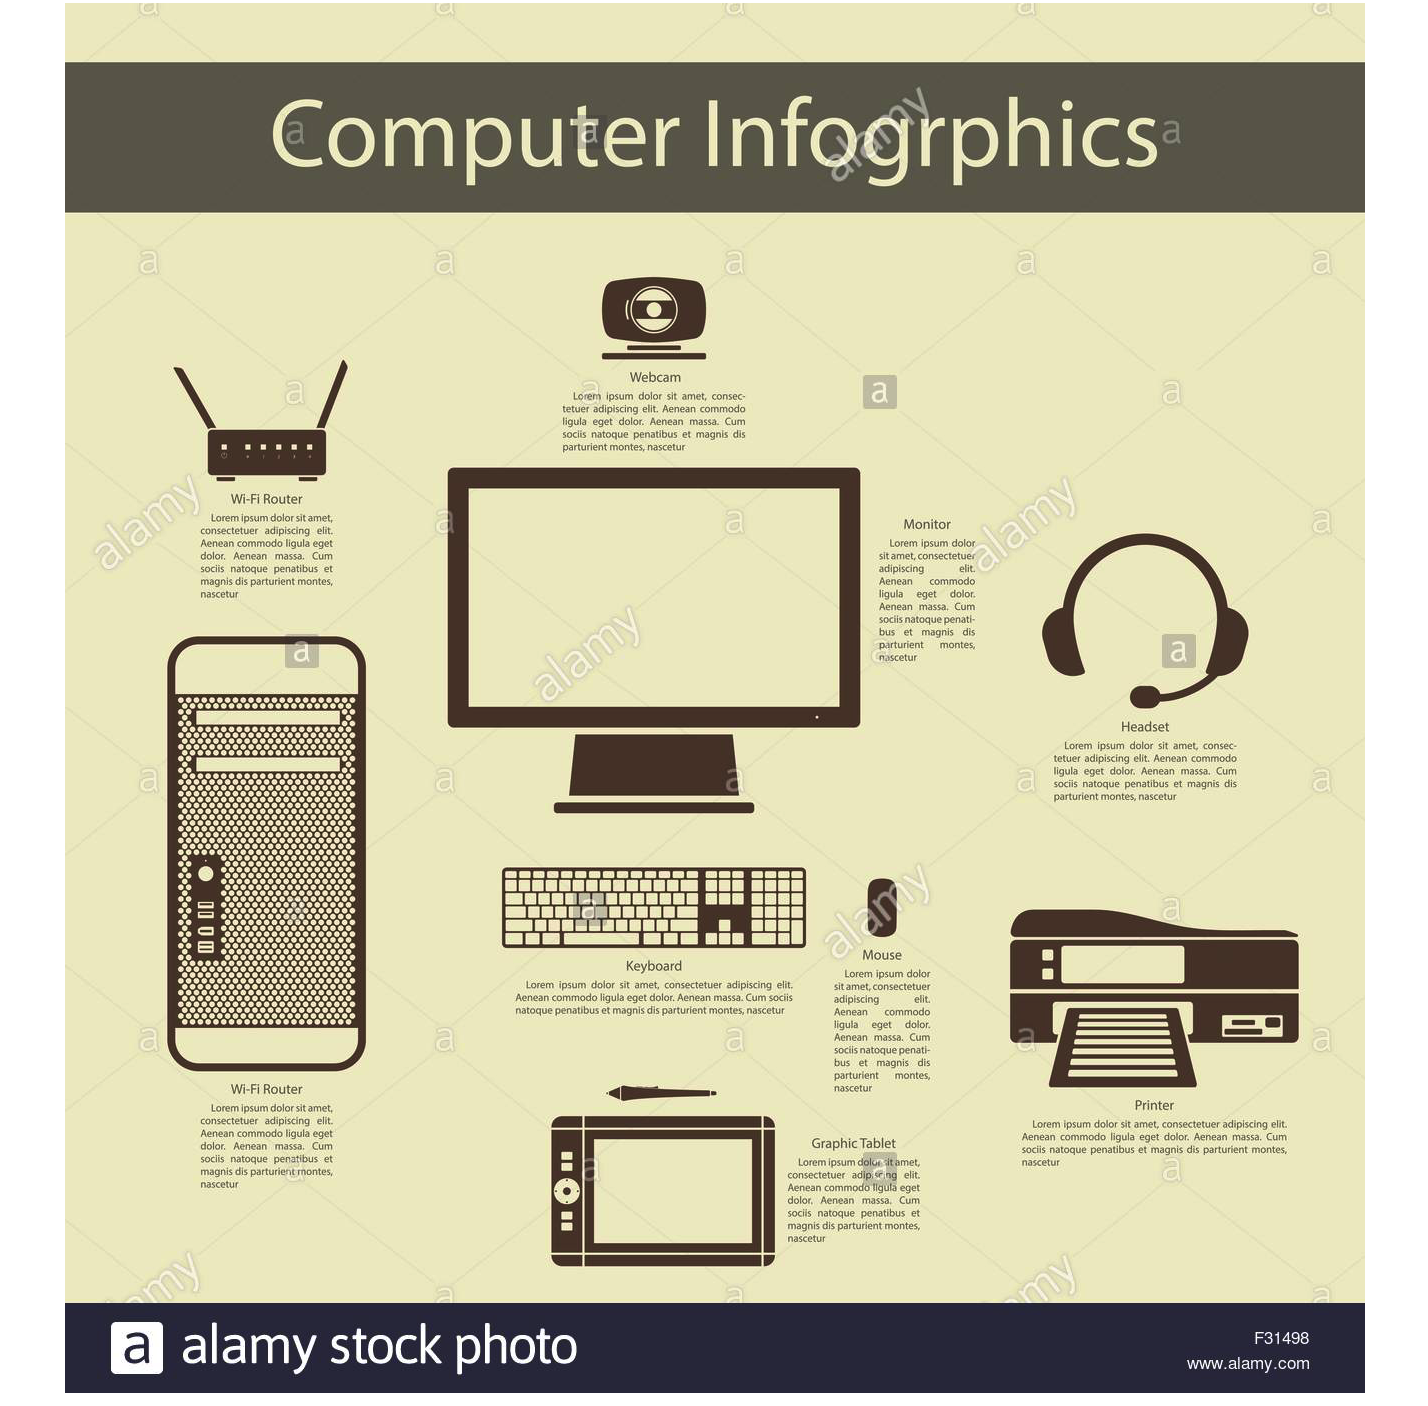 Computer Infogrphics
Webcam
Lorem ipsum dolor sit amet, consec-
tetuer adipiscing elit. Aenean commodo
ligula eget dolor. Aenean massa. Cum
sociis natoque penatibus et magnis dis
parturient montes, nascetur
Wi-Fi Router
Lorem ipsum dolor sit amet,
consectetuer adipiscing elit.
Aenean commodo ligula eget
dolor. Aenean massa. Cum
sociis natoque penatibus et
magnis dis parturient montes,
nascetur
Monitor
Lorem ipsum dolor
sit amet, consectetuer
adipiscing elit.
Aenean commodo
ligula eget dolor.
Aenean massa. Cum
sociis natoque penati-
bus et magnis dis
parturient montes,
nascetur
Headset
Lorem ipsum dolor sit amet, consec-
tetuer adipiscing elit. Aenean commodo
ligula eget dolor. Aenean massa. Cum
sociis natoque penatibus et magnis dis
parturient montes, nascetur
Keyboard
Lorem ipsum dolor sit amet, consectetuer adipiscing elit.
Aenean commodo ligula eget dolor. Aenean massa. Cum sociis
natoque penatibus et magnis dis parturient montes, nascetur
Mouse
Lorem ipsum dolor
sit amet, consectetuer
adipiscing elit.
Aenean commodo
ligula eget dolor.
Aenean massa. Cum
sociis natoque penati-
bus et magnis dis
parturient montes,
nascetur
Wi-Fi Router
Lorem ipsum dolor sit amet,
consectetuer adipiscing elit.
Aenean commodo ligula eget
dolor. Aenean massa. Cum
sociis natoque penatibus et
magnis dis parturient montes,
nascetur
Graphic Tablet
Lorem ipsum dolor sit amet,
consectetuer adipiscing elit.
Aenean commodo ligula eget
dolor. Aenean massa. Cum
sociis natoque penatibus et
magnis dis parturient montes,
nascetur
Printer
Lorem ipsum dolor sit amet, consectetuer adipiscing elit.
Aenean commodo ligula eget dolor. Aenean massa. Cum
sociis natoque penatibus et magnis dis parturient montes,
nascetur
alamy
alamy
alamy
alamy
alamy
alamy
alamy
a alamy stock photo
F31498
www.alamy.com